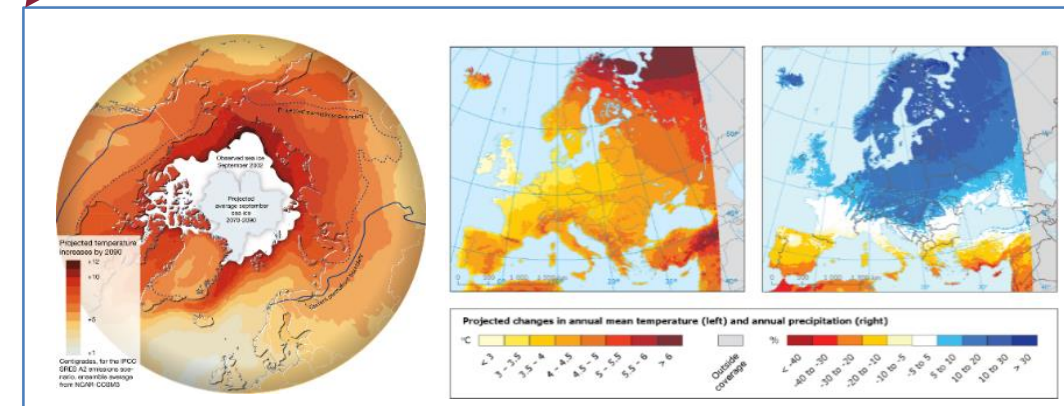 Observed sea ice
September 2002
Projected
average september
sea ice
2070-2090
Projected temperature
increases by 2090
+12
+10
+5
+1
Centigrades, for the IPCC
SRES A2 emissions sce-
nario, ensemble average
from NCAR-CCSM3
Projected changes in annual mean temperature (left) and annual precipitation (right)
°C
< 3
3 – 3.5
3.5 – 4
4 – 4.5
4.5 – 5
5 – 5.5
5.5 – 6
> 6
Outside
coverage
%
< -40
-40 to -30
-30 to -20
-20 to -10
-10 to -5
-5 to 5
5 to 10
10 to 20
10 to 30
> 30